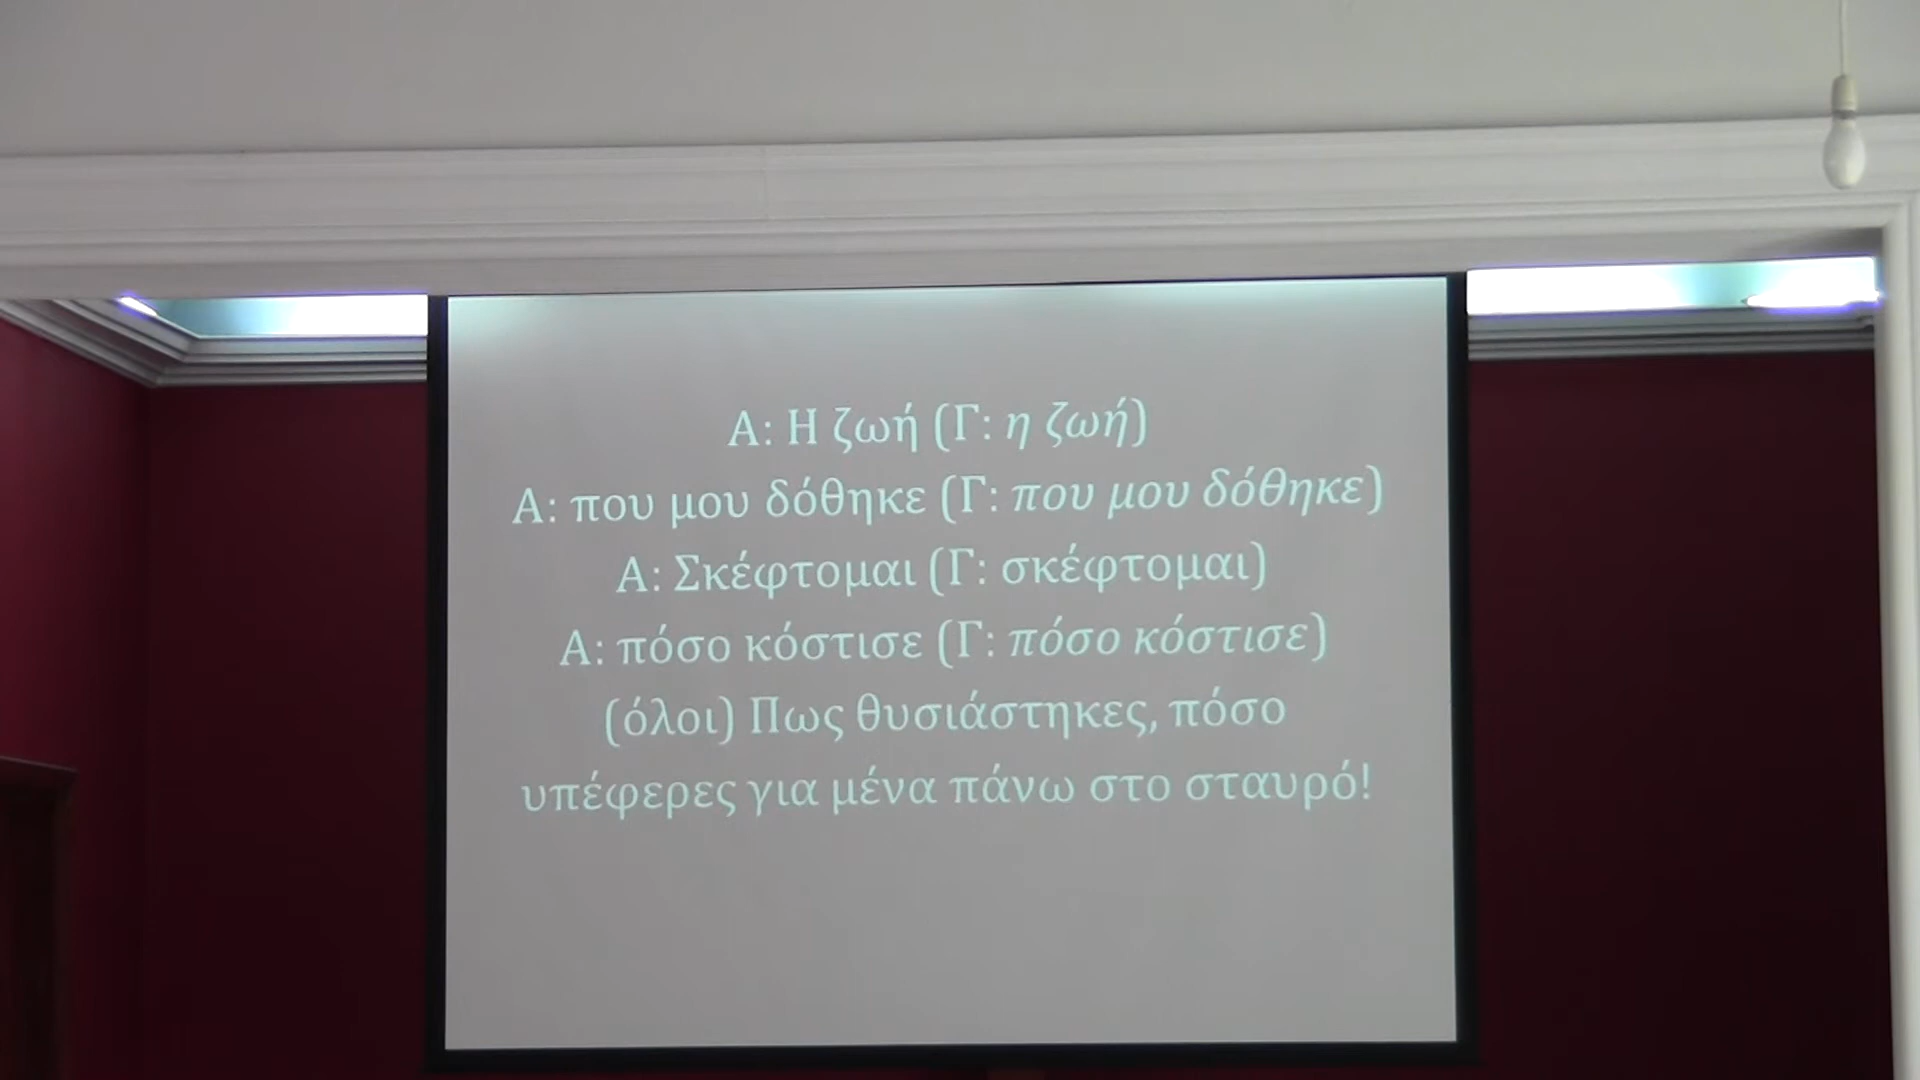 Α: Η ζωή (Γ: η ζωή)
Α: που μου δόθηκε (Γ: που μου δόθηκε)
Α: Σκέφτομαι (Γ: σκέφτομαι)
Α: πόσο κόστισε (Γ: πόσο κόστισε)
(όλοι) Πως θυσιάστηκες, πόσο
υπέφερες για μένα πάνω στο σταυρό!